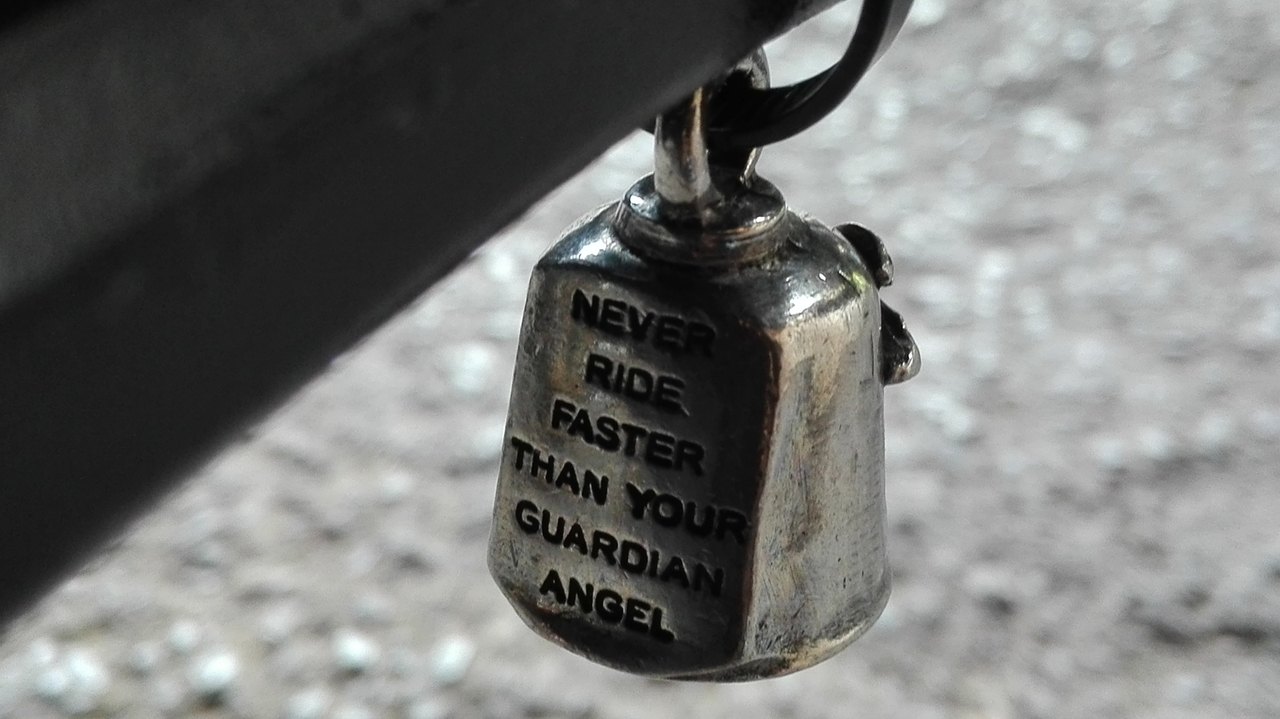 NEVER
RIDE
FASTER
THAN YOUR
GUARDIAN
ANGEL